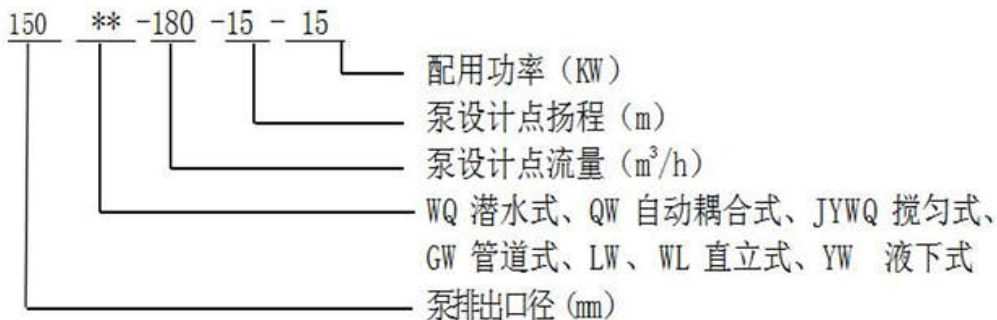 150 ** -180 -15 - 15
配用功率（KW）
泵设计点扬程（m）
泵设计点流量（m³/h）
WQ 潜水式、QW 自动耦合式、JYWQ 搅匀式、
GW 管道式、LW、WL 直立式、YW 液下式
泵排出口径（mm）